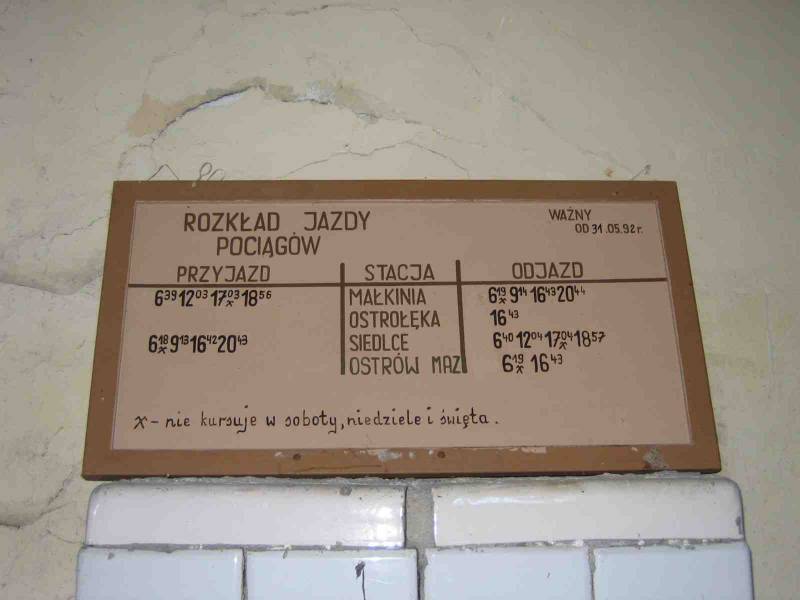 ROZKŁAD JAZDY
POCIĄGÓW
WAŻNY
OD 31.05.92r.
PRZYJAZD STACJA ODJAZD
6³⁹ 12⁰³ 17⁰³ₓ 18⁵⁶ MAŁKINIA 6¹⁹ₓ 9¹⁴ 16⁴³ 20⁴⁴
OSTROŁĘKA 16⁴³
6¹⁸ₓ 9¹³ 16⁴² 20⁴³ SIEDLCE 6⁴⁰ 12⁰⁴ 17⁰⁴ₓ 18⁵⁷
OSTRÓW MAZ 6¹⁹ₓ 16⁴³
x - nie kursuje w soboty, niedziele i święta.